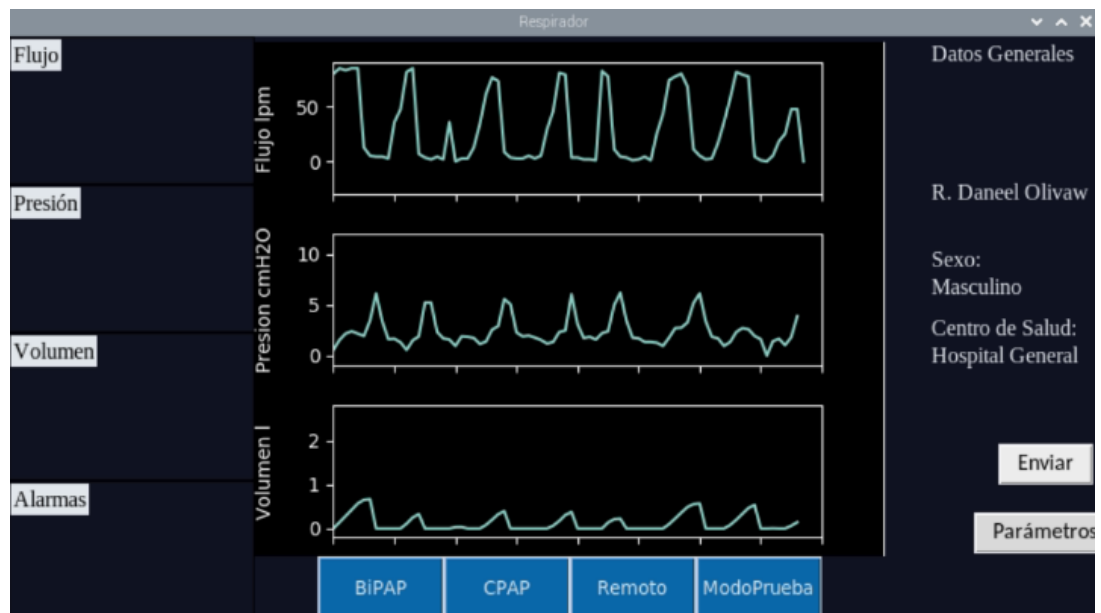 Respirador
Flujo
Presión
Volumen
Alarmas
Flujo lpm
50
0
Presion cmH2O
10
5
0
Volumen l
2
1
0
BiPAP
CPAP
Remoto
ModoPrueba
Datos Generales
R. Daneel Olivaw
Sexo:
Masculino
Centro de Salud:
Hospital General
Enviar
Parámetros